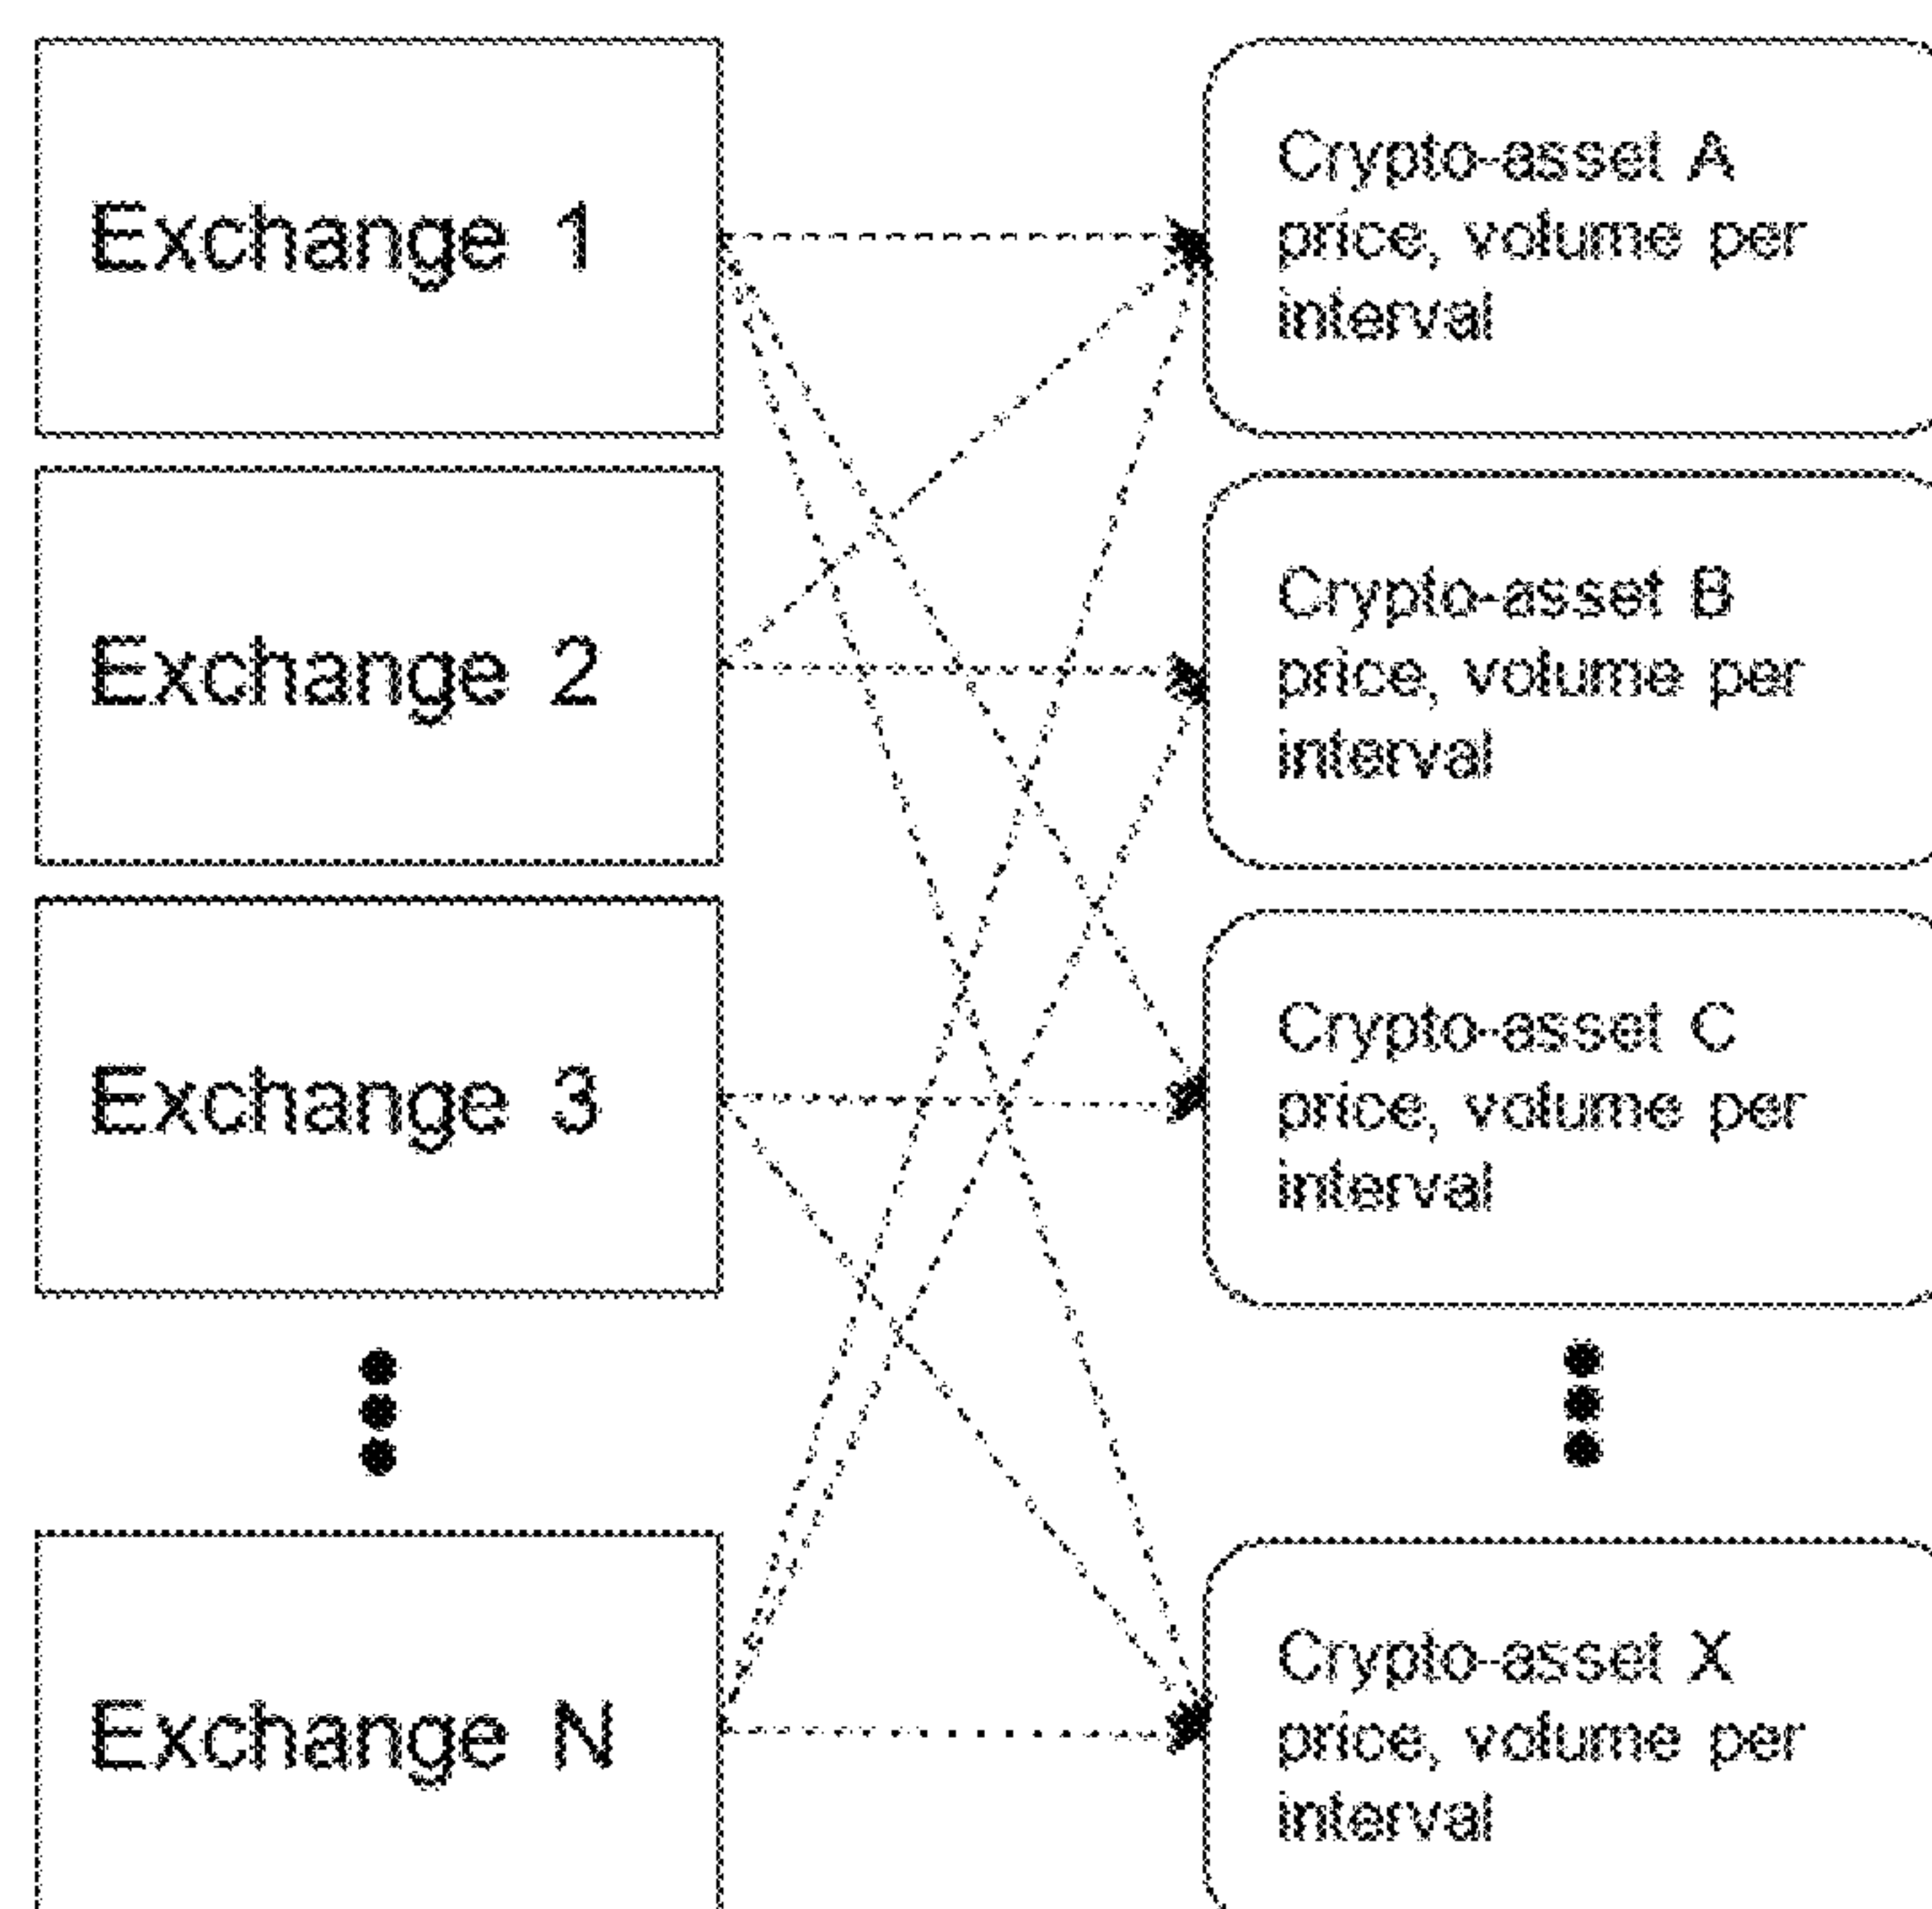 Exchange 1
Crypto-asset A
price, volume per
interval
Exchange 2
Crypto-asset B
price, volume per
interval
Exchange 3
Crypto-asset C
price, volume per
interval
Exchange N
Crypto-asset X
price, volume per
interval